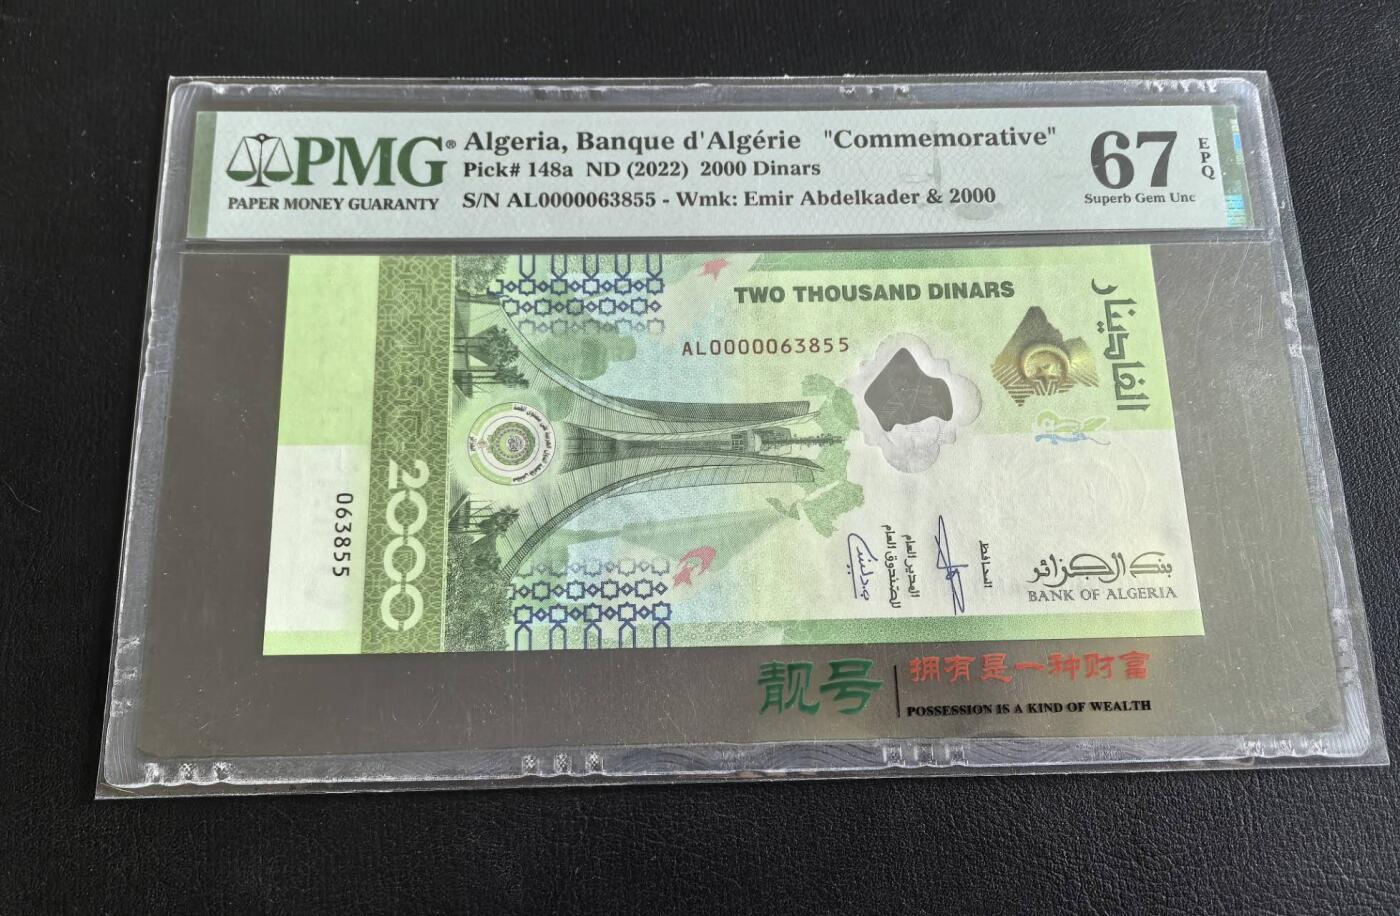 PMG®
PAPER MONEY GUARANTY
Algeria, Banque d'Algérie "Commemorative"
Pick# 148a ND (2022) 2000 Dinars
S/N AL0000063855 - Wmk: Emir Abdelkader & 2000
67
EPQ
Superb Gem Unc
TWO THOUSAND DINARS
AL0000063855
ألفا دينار
2000
063855
المحافظ
المدير العام
للصندوق العام
بنك الجزائر
BANK OF ALGERIA
靓号
拥有是一种财富
POSSESSION IS A KIND OF WEALTH